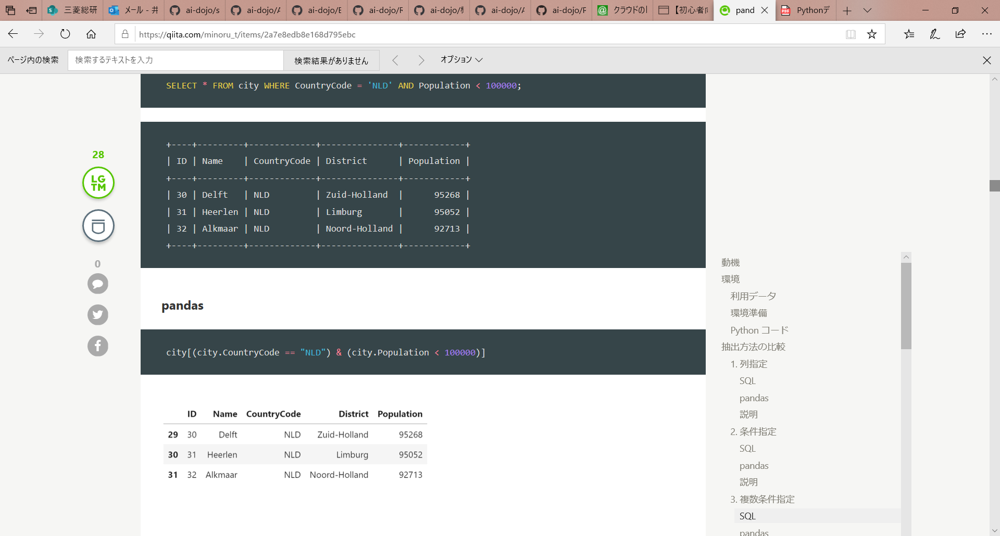 三菱総研
メール - 井
ai-dojo/s
ai-dojo/A
ai-dojo/E
ai-dojo/F
ai-dojo/
ai-dojo/A
ai-dojo/F
クラウドの
【初心者向
pand
Pythonデ
https://qiita.com/minoru_t/items/2a7e8edb8e168d795ebc
ページ内の検索
検索するテキストを入力
検索結果がありません
オプション
SELECT * FROM city WHERE CountryCode = 'NLD' AND Population < 100000;
+----+---------+-------------+---------------+------------+
| ID | Name    | CountryCode | District      | Population |
+----+---------+-------------+---------------+------------+
| 30 | Delft   | NLD         | Zuid-Holland  |      95268 |
| 31 | Heerlen | NLD         | Limburg       |      95052 |
| 32 | Alkmaar | NLD         | Noord-Holland |      92713 |
+----+---------+-------------+---------------+------------+
28
LG
TM
0
pandas
city[(city.CountryCode == "NLD") & (city.Population < 100000)]
ID Name CountryCode District Population
29 30 Delft NLD Zuid-Holland 95268
30 31 Heerlen NLD Limburg 95052
31 32 Alkmaar NLD Noord-Holland 92713
動機
環境
利用データ
環境準備
Python コード
抽出方法の比較
1. 列指定
SQL
pandas
説明
2. 条件指定
SQL
pandas
説明
3. 複数条件指定
SQL
pandas